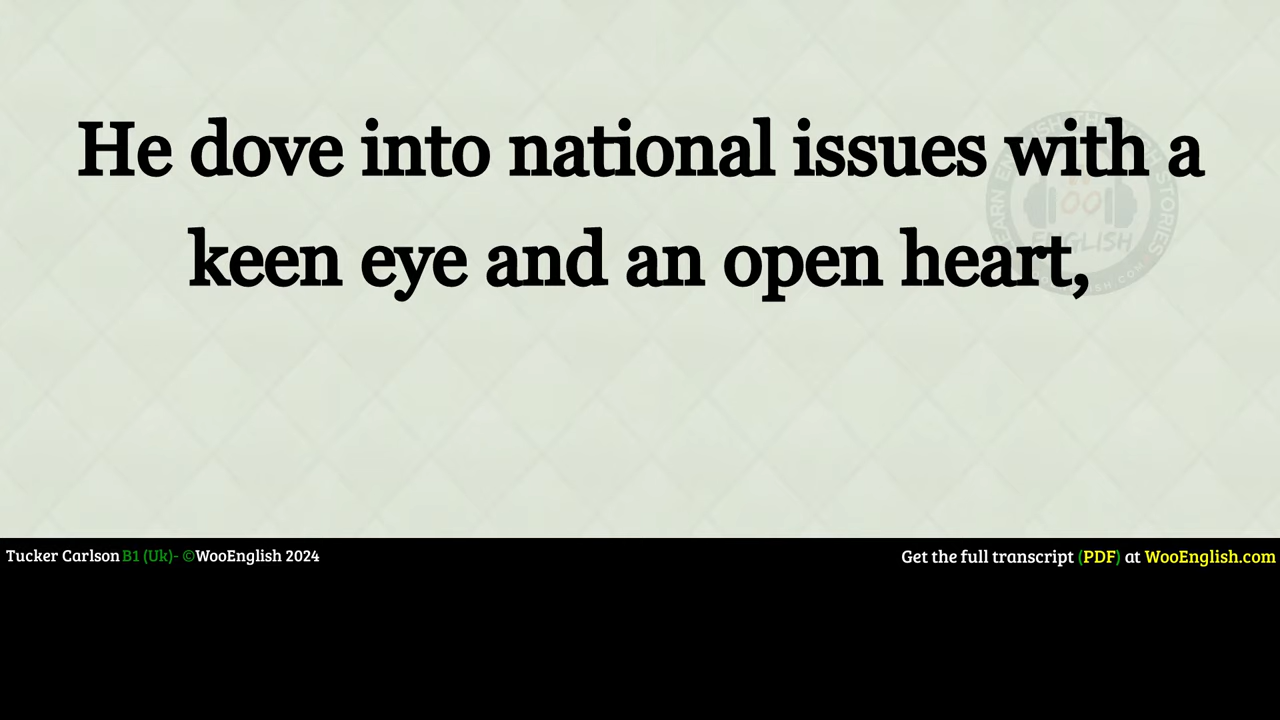 He dove into national issues with a
keen eye and an open heart,
ENGLISH
Tucker Carlson B1 (Uk)- ©WooEnglish 2024
Get the full transcript (PDF) at WooEnglish.com